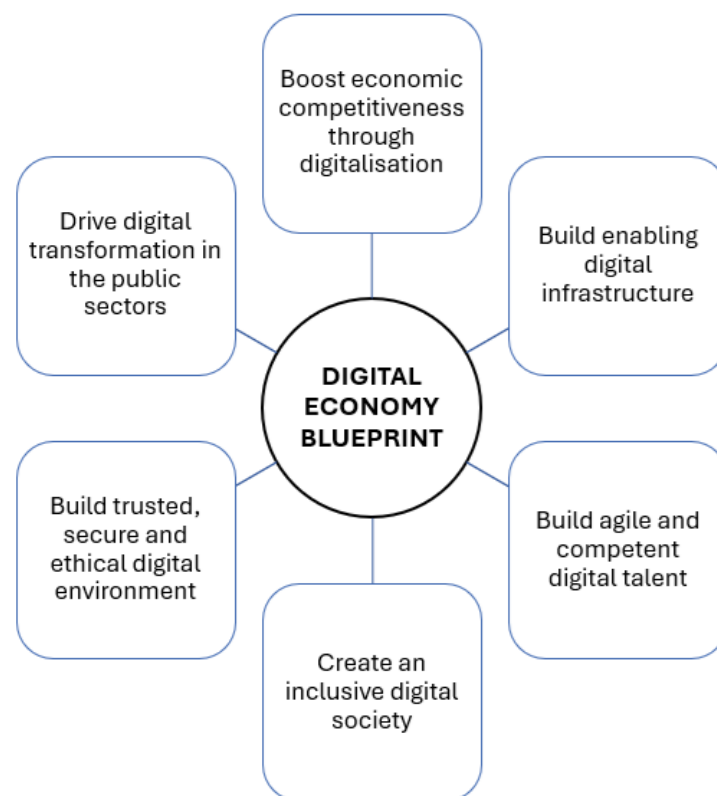 Boost economic
competitiveness
through
digitalisation
Drive digital
transformation in
the public
sectors
Build enabling
digital
infrastructure
DIGITAL
ECONOMY
BLUEPRINT
Build trusted,
secure and
ethical digital
environment
Build agile and
competent
digital talent
Create an
inclusive digital
society